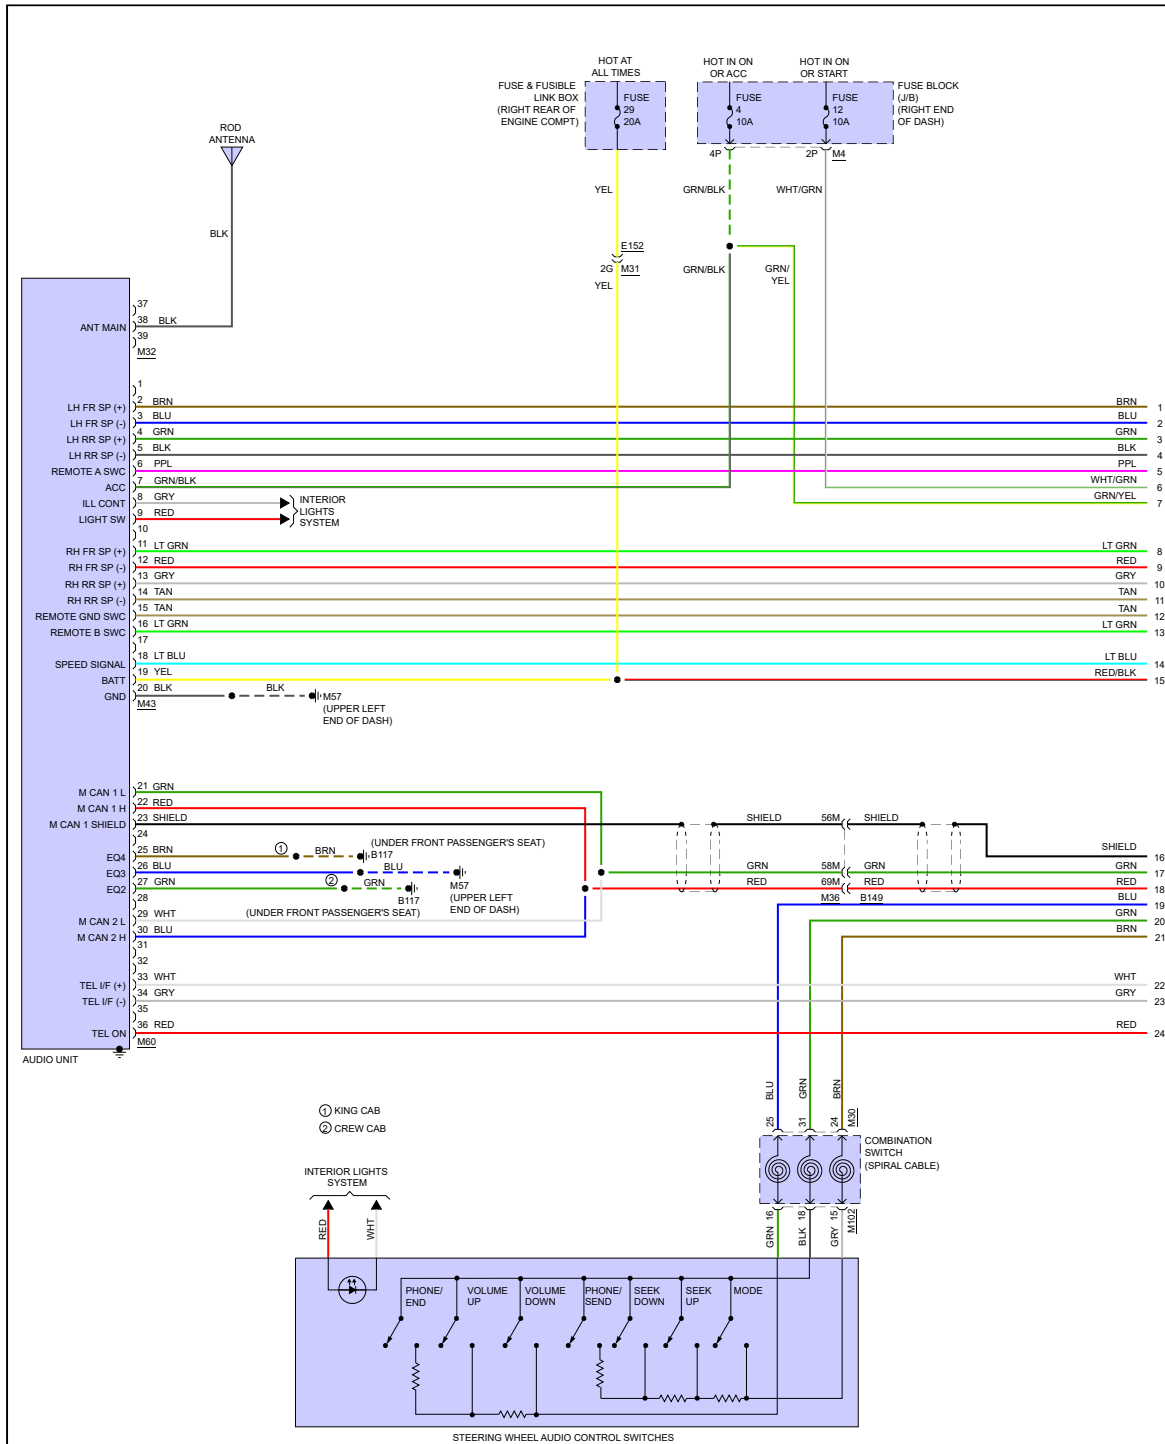 HOT AT
ALL TIMES
HOT IN ON
OR ACC
HOT IN ON
OR START
FUSE & FUSIBLE
LINK BOX
(RIGHT REAR OF
ENGINE COMPT)
FUSE
29
20A
FUSE
4
10A
FUSE
12
10A
FUSE BLOCK
(J/B)
(RIGHT END
OF DASH)
4P
2P
M4
ROD
ANTENNA
YEL
GRN/BLK
WHT/GRN
BLK
E152
2G
M31
YEL
GRN/BLK
GRN/
YEL
37
ANT MAIN
38
BLK
39
M32
1
LH FR SP (+)
2
BRN
BRN
1
LH FR SP (-)
3
BLU
BLU
2
LH RR SP (+)
4
GRN
GRN
3
LH RR SP (-)
5
BLK
BLK
4
REMOTE A SWC
6
PPL
PPL
5
ACC
7
GRN/BLK
WHT/GRN
6
ILL CONT
8
GRY
GRN/YEL
7
LIGHT SW
9
RED
INTERIOR
LIGHTS
SYSTEM
10
RH FR SP (+)
11
LT GRN
LT GRN
8
RH FR SP (-)
12
RED
RED
9
RH RR SP (+)
13
GRY
GRY
10
RH RR SP (-)
14
TAN
TAN
11
REMOTE GND SWC
15
TAN
TAN
12
REMOTE B SWC
16
LT GRN
LT GRN
13
17
SPEED SIGNAL
18
LT BLU
LT BLU
14
BATT
19
YEL
RED/BLK
15
GND
20
BLK
BLK
M57
(UPPER LEFT
END OF DASH)
M43
M CAN 1 L
21
GRN
M CAN 1 H
22
RED
M CAN 1 SHIELD
23
SHIELD
SHIELD
56M
SHIELD
24
(UNDER FRONT PASSENGER'S SEAT)
EQ4
25
BRN
1
BRN
B117
SHIELD
16
EQ3
26
BLU
BLU
GRN
58M
GRN
GRN
17
EQ2
27
GRN
2
GRN
B117
M57
(UPPER LEFT
END OF DASH)
RED
69M
RED
RED
18
28
M36
B149
BLU
19
(UNDER FRONT PASSENGER'S SEAT)
M CAN 2 L
29
WHT
GRN
20
M CAN 2 H
30
BLU
BRN
21
31
32
TEL I/F (+)
33
WHT
WHT
22
TEL I/F (-)
34
GRY
GRY
23
35
TEL ON
36
RED
RED
24
M60
AUDIO UNIT
BLU
GRN
BRN
25
31
24
M30
1 KING CAB
2 CREW CAB
COMBINATION
SWITCH
(SPIRAL CABLE)
INTERIOR LIGHTS
SYSTEM
16
18
15
M102
RED
WHT
GRN
BLK
GRY
PHONE/
END
VOLUME
UP
VOLUME
DOWN
PHONE/
SEND
SEEK
DOWN
SEEK
UP
MODE
STEERING WHEEL AUDIO CONTROL SWITCHES